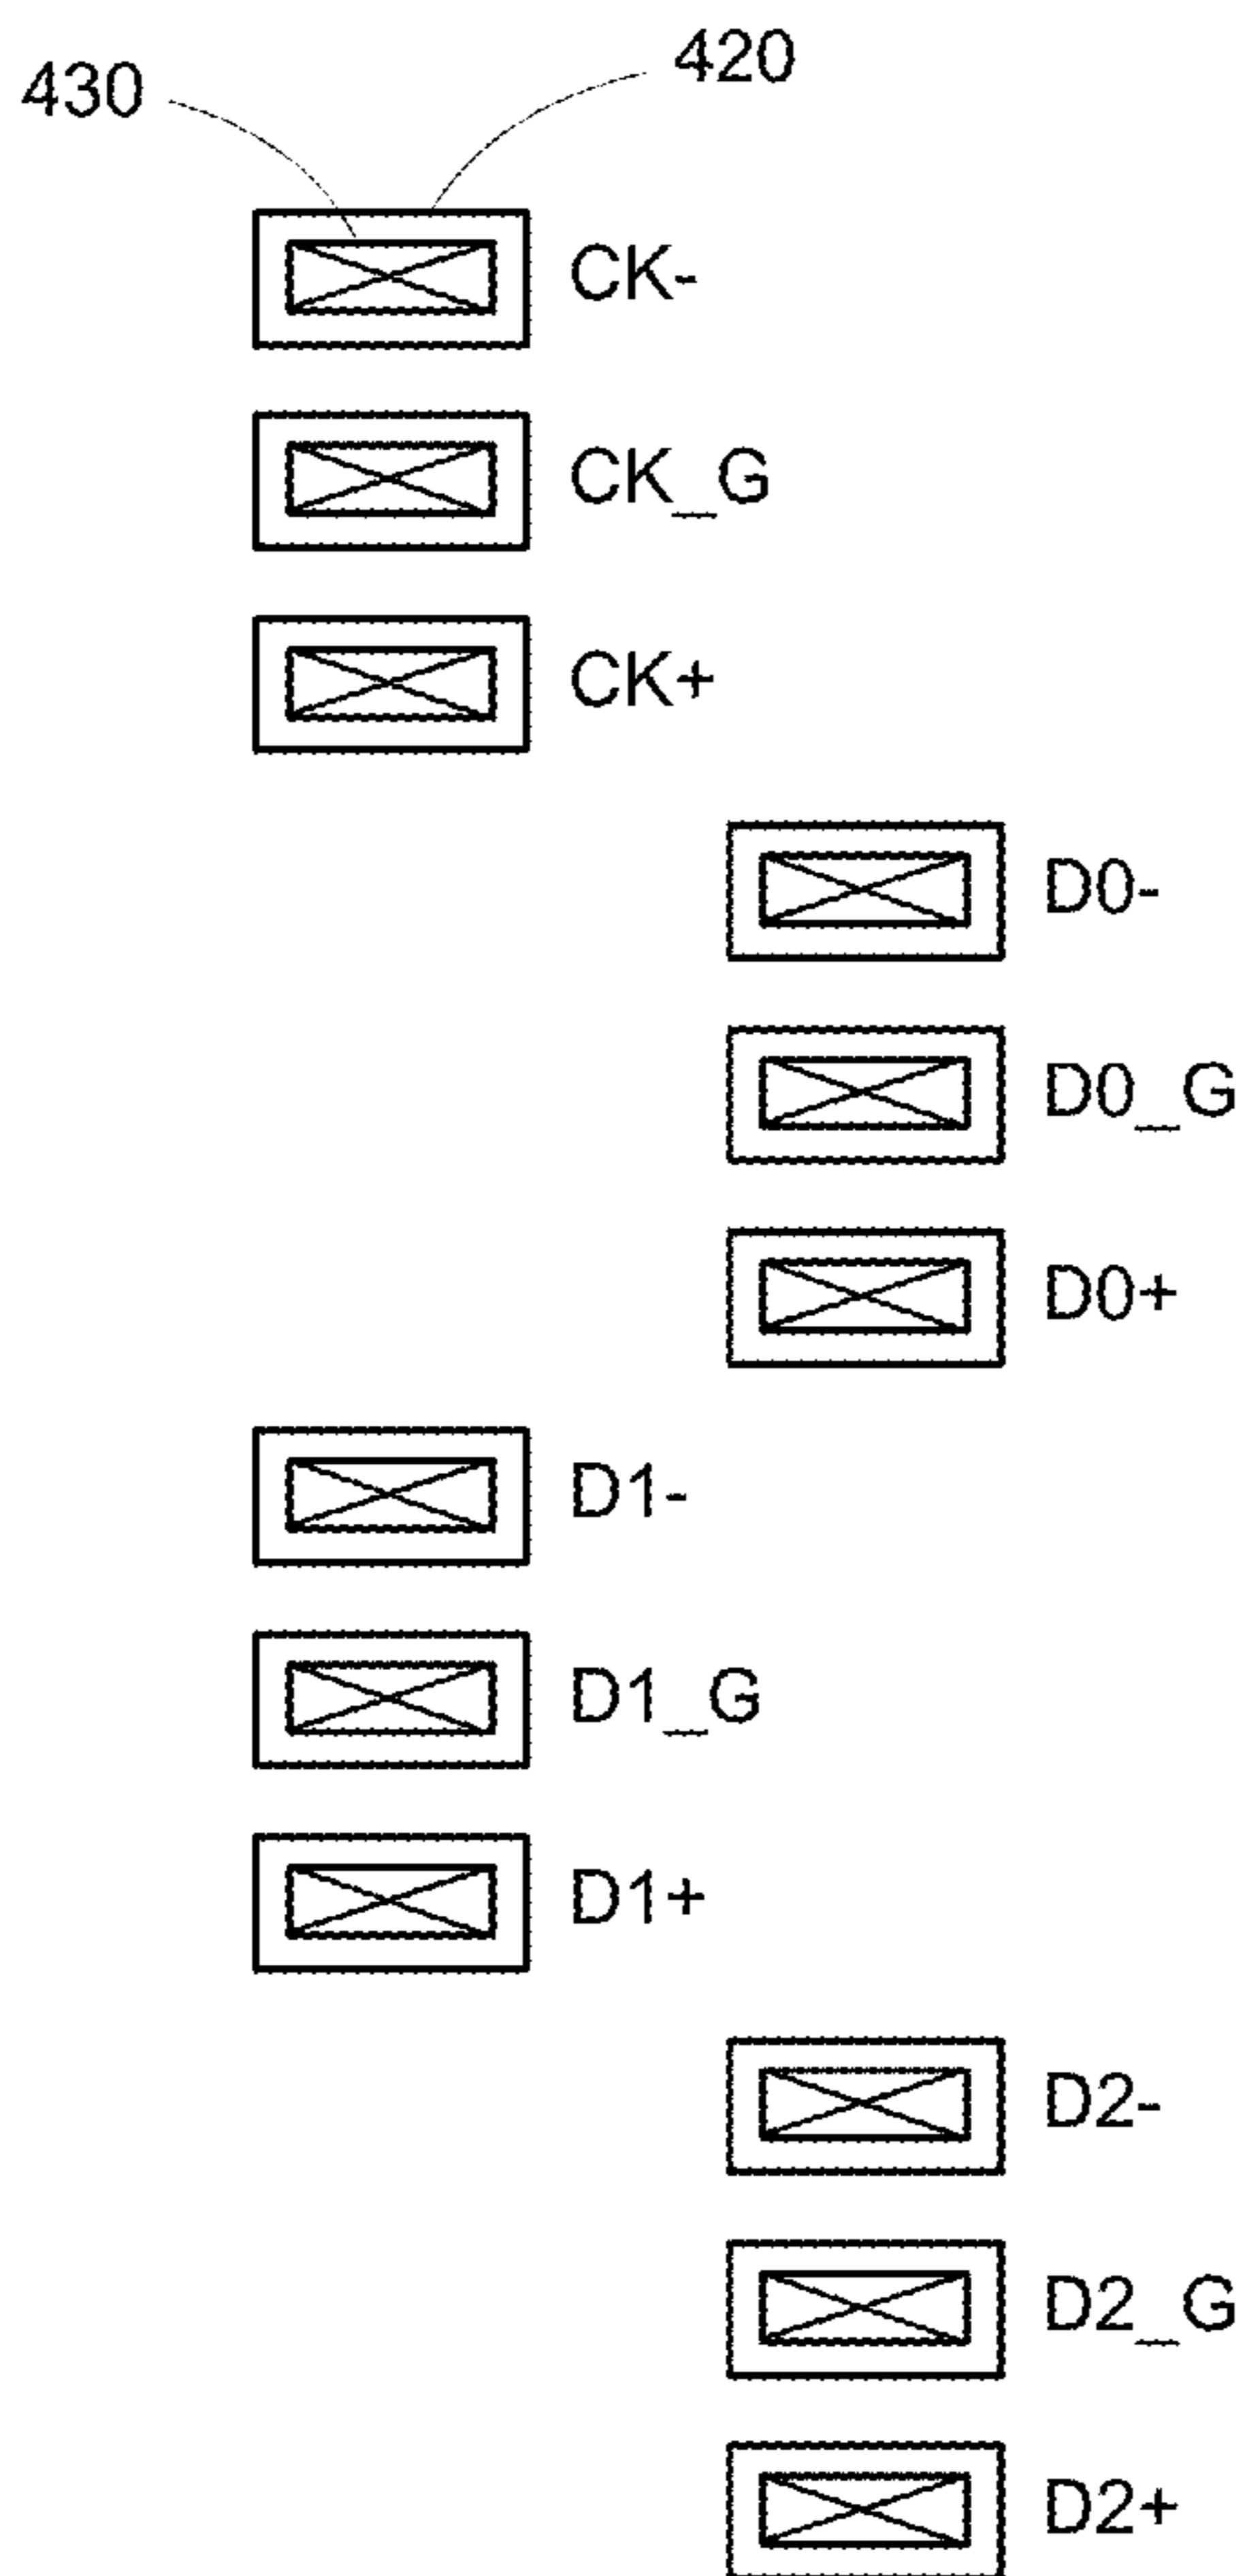 430
420
CK-
CK_G
CK+
D0-
D0_G
D0+
D1-
D1_G
D1+
D2-
D2_G
D2+